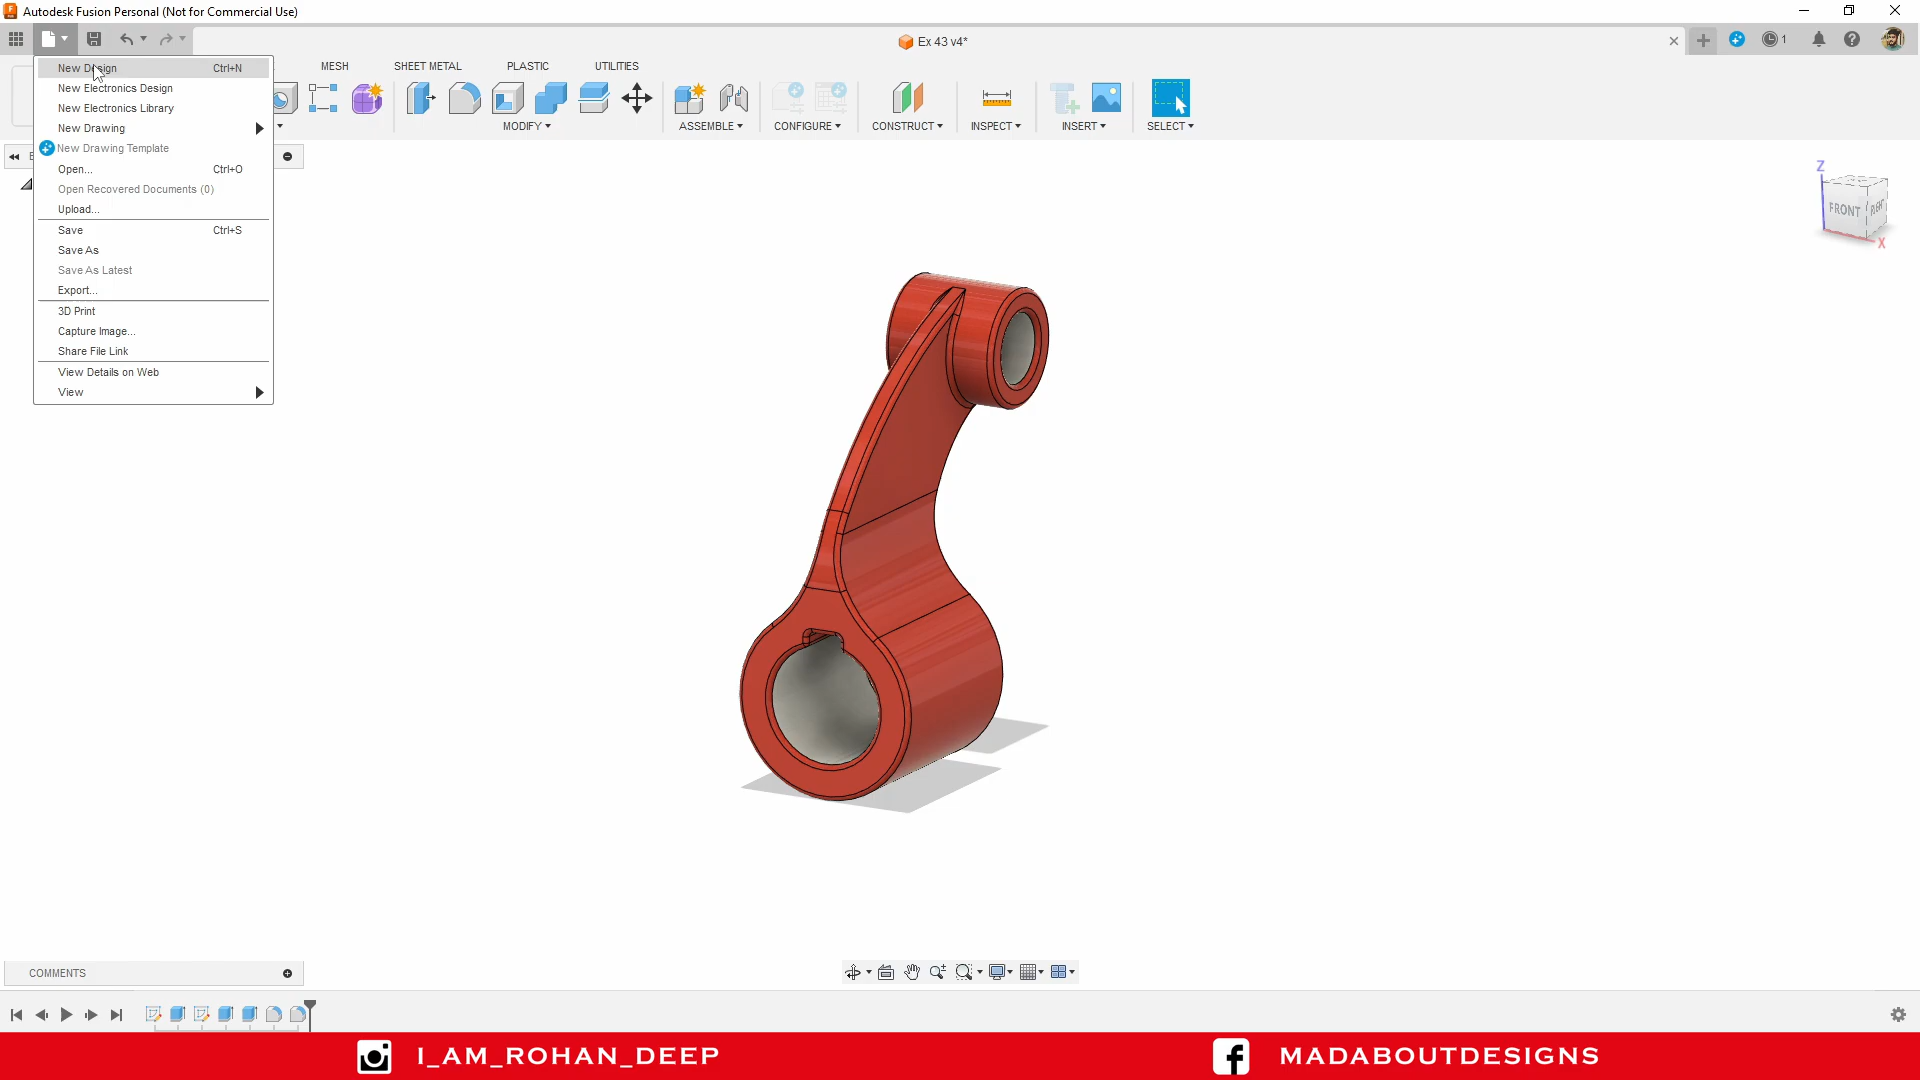 Autodesk Fusion Personal (Not for Commercial Use)
Ex 43 v4*
1
MESH
SHEET METAL
PLASTIC
UTILITIES
MODIFY
ASSEMBLE
CONFIGURE
CONSTRUCT
INSPECT
INSERT
SELECT
New Design Ctrl+N
New Electronics Design
New Electronics Library
New Drawing
New Drawing Template
Open... Ctrl+O
Open Recovered Documents (0)
Upload...
Save Ctrl+S
Save As
Save As Latest
Export...
3D Print
Capture Image...
Share File Link
View Details on Web
View
Z
FRONT
RIGHT
X
COMMENTS
I_AM_ROHAN_DEEP
MADABOUTDESIGNS